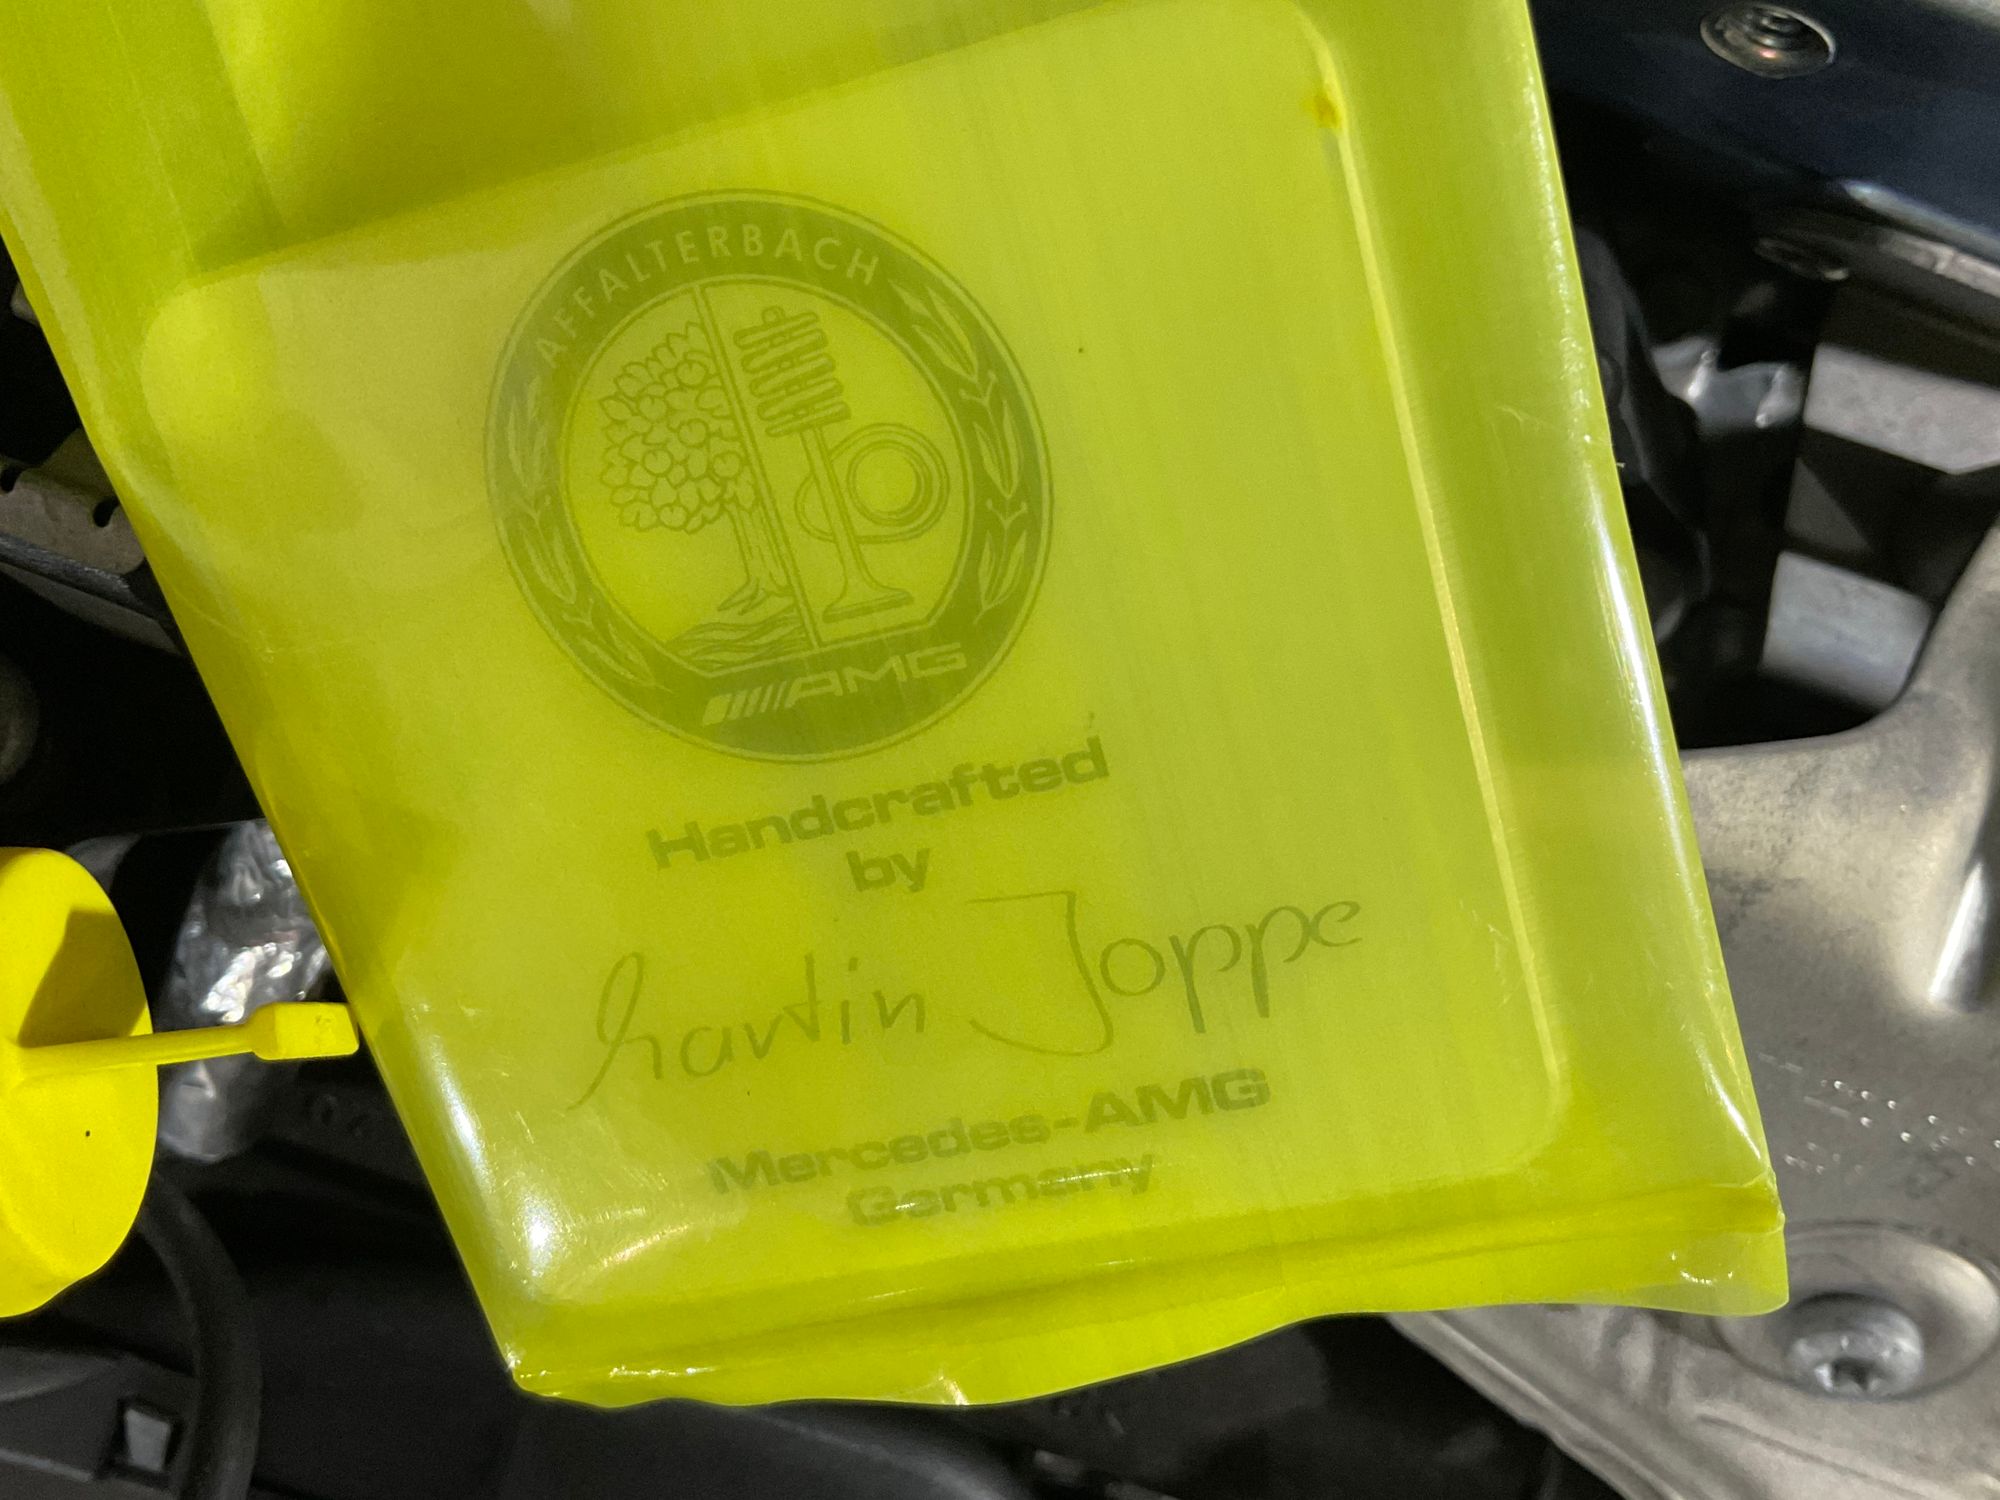 AFFALTERBACH
AMG
Handcrafted
by
Martin Joppe
Mercedes-AMG
Germany